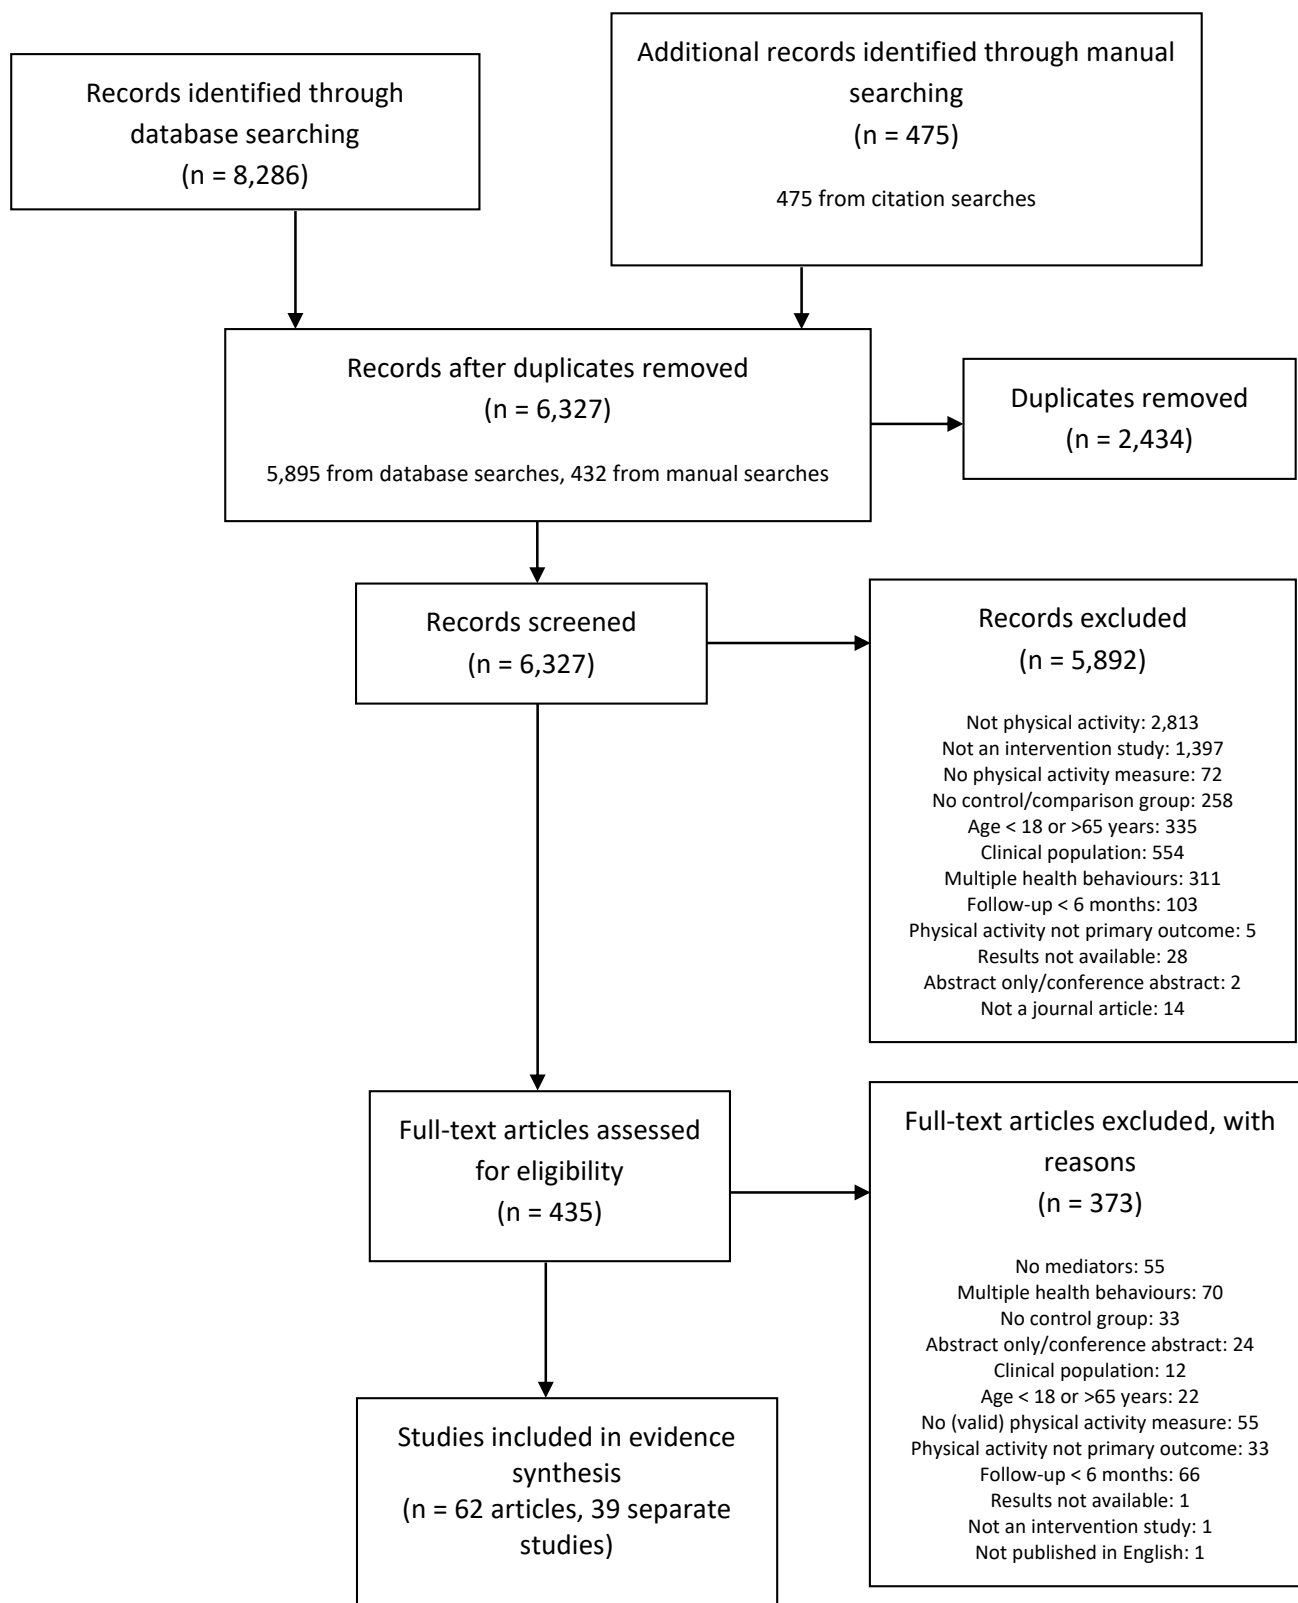 Records identified through
database searching
(n = 8,286)
Additional records identified through manual
searching
(n = 475)
475 from citation searches
Records after duplicates removed
(n = 6,327)
5,895 from database searches, 432 from manual searches
Duplicates removed
(n = 2,434)
Records screened
(n = 6,327)
Records excluded
(n = 5,892)
Not physical activity: 2,813
Not an intervention study: 1,397
No physical activity measure: 72
No control/comparison group: 258
Age < 18 or >65 years: 335
Clinical population: 554
Multiple health behaviours: 311
Follow-up < 6 months: 103
Physical activity not primary outcome: 5
Results not available: 28
Abstract only/conference abstract: 2
Not a journal article: 14
Full-text articles assessed
for eligibility
(n = 435)
Full-text articles excluded, with
reasons
(n = 373)
No mediators: 55
Multiple health behaviours: 70
No control group: 33
Abstract only/conference abstract: 24
Clinical population: 12
Age < 18 or >65 years: 22
No (valid) physical activity measure: 55
Physical activity not primary outcome: 33
Follow-up < 6 months: 66
Results not available: 1
Not an intervention study: 1
Not published in English: 1
Studies included in evidence
synthesis
(n = 62 articles, 39 separate
studies)